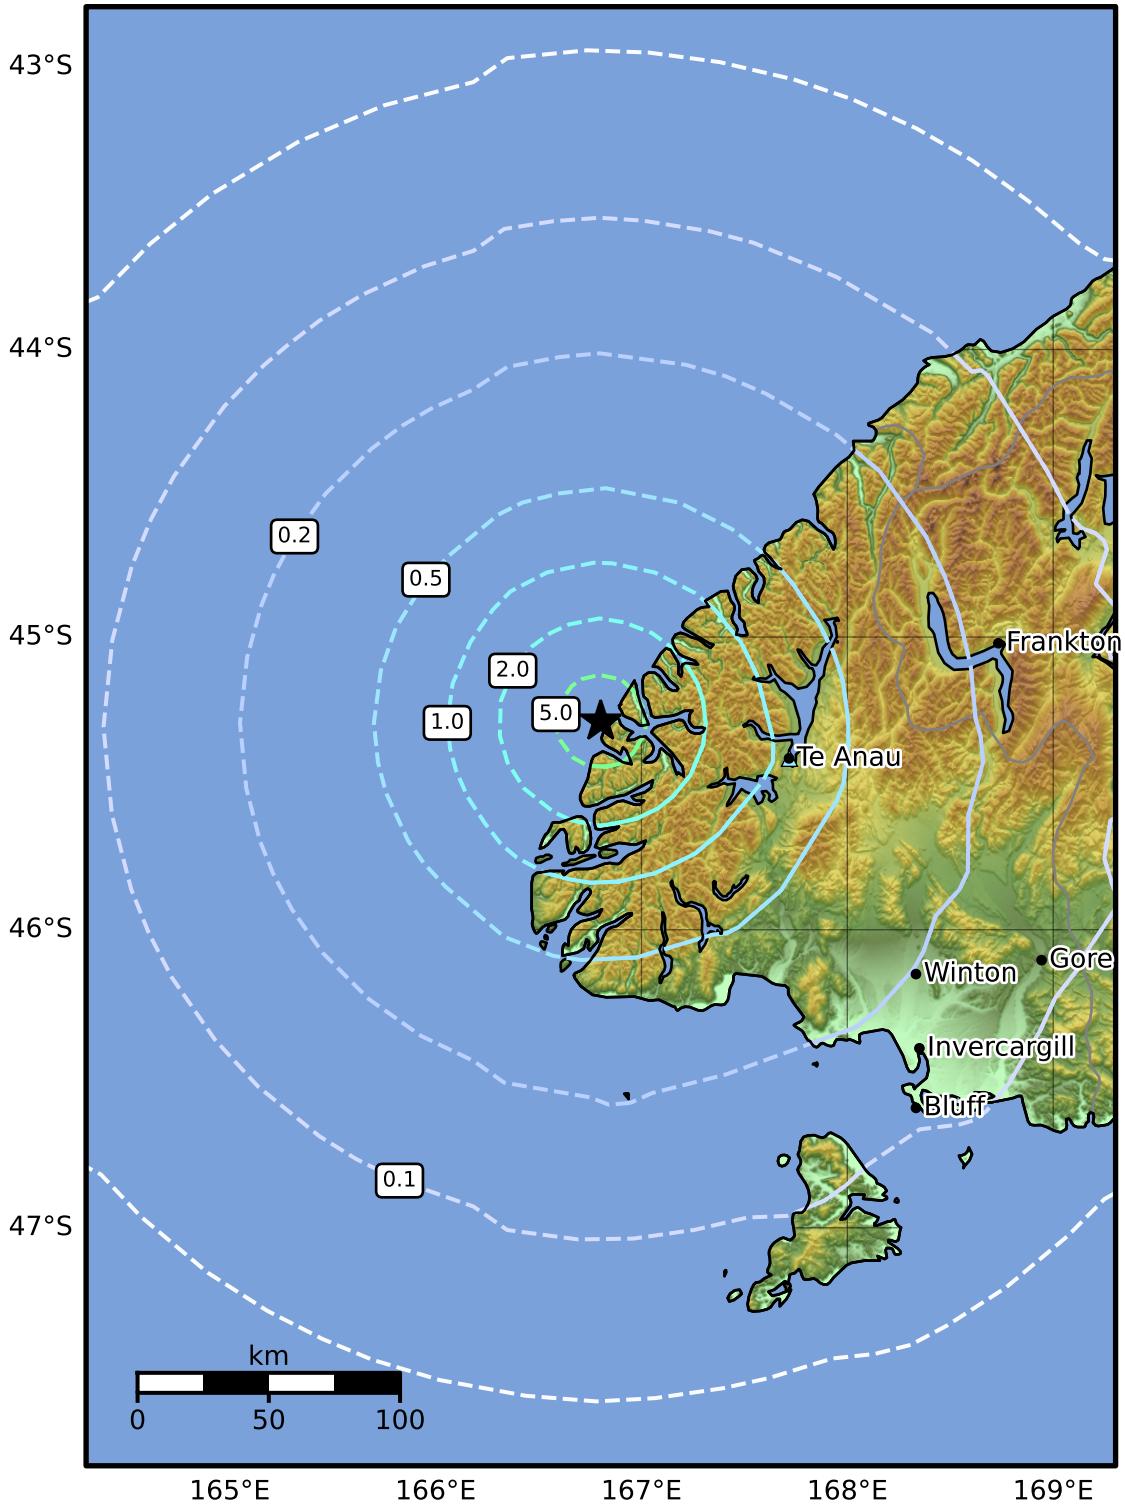 43°S
44°S
0.2
0.5
45°S
Frankton
2.0
5.0
1.0
Te Anau
46°S
Gore
Winton
Invercargill
Bluff
0.1
47°S
km
0 50 100
165°E 166°E 167°E 168°E 169°E